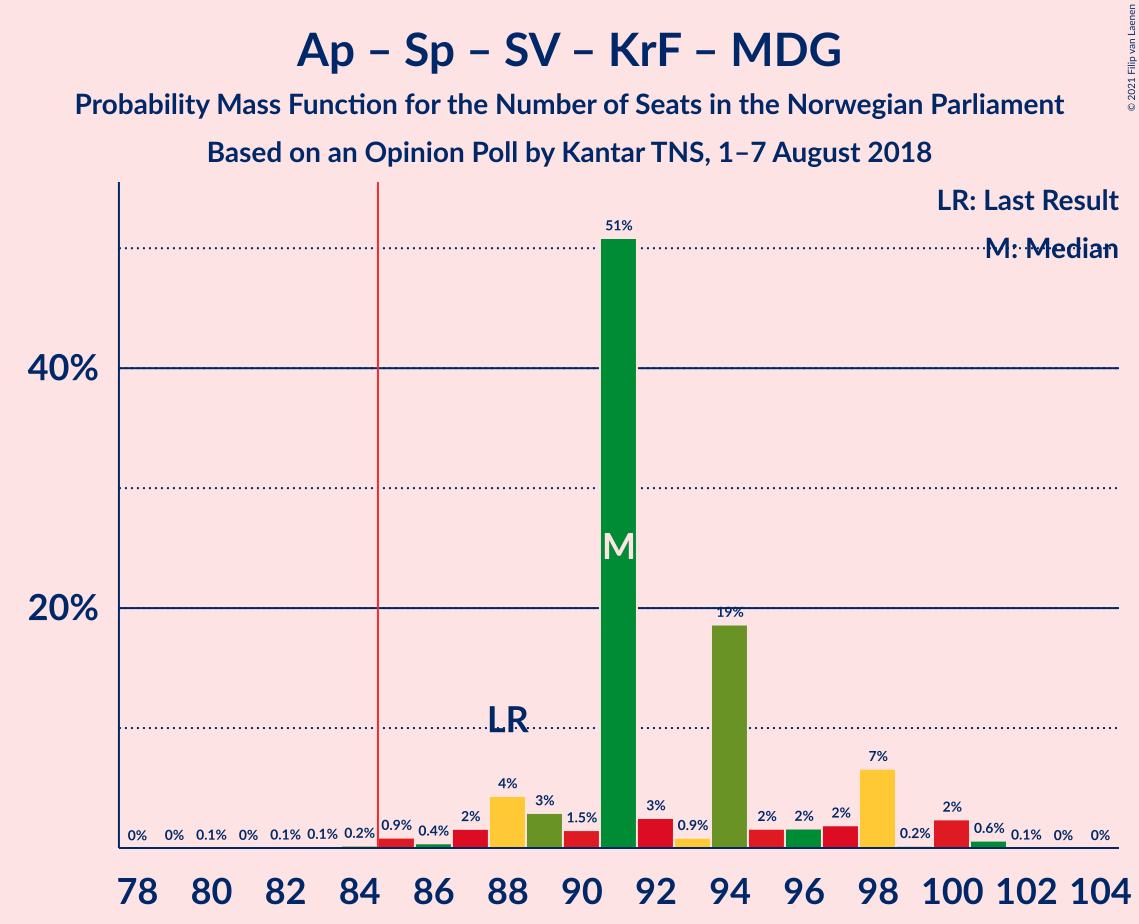 Ap – Sp – SV – KrF – MDG
Probability Mass Function for the Number of Seats in the Norwegian Parliament
Based on an Opinion Poll by Kantar TNS, 1–7 August 2018
© 2021 Filip van Laenen
LR: Last Result
M: Median
40%
20%
LR
M
0% 0% 0.1% 0% 0.1% 0.1% 0.2% 0.9% 0.4% 2% 4% 3% 1.5% 51% 3% 0.9% 19% 2% 2% 2% 7% 0.2% 2% 0.6% 0.1% 0% 0%
78 80 82 84 86 88 90 92 94 96 98 100 102 104